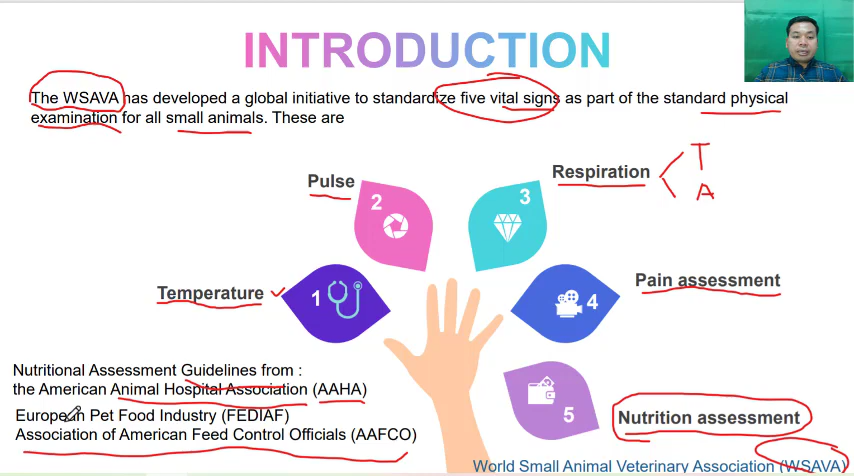 INTRODUCTION
The WSAVA has developed a global initiative to standardize five vital signs as part of the standard physical
examination for all small animals. These are
Pulse
2
3
Respiration
T
A
Temperature
1
4
Pain assessment
5
Nutrition assessment
Nutritional Assessment Guidelines from :
the American Animal Hospital Association (AAHA)
European Pet Food Industry (FEDIAF)
Association of American Feed Control Officials (AAFCO)
World Small Animal Veterinary Association (WSAVA)